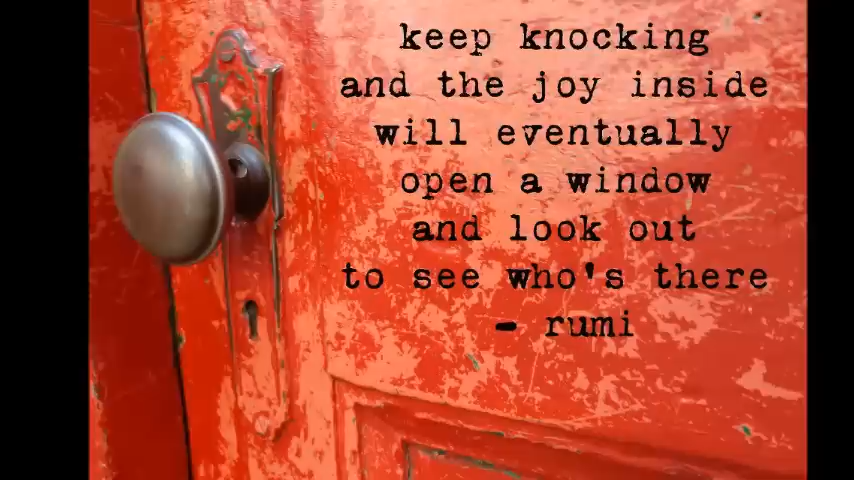 keep knocking
and the joy inside
will eventually
open a window
and look out
to see who's there
- rumi